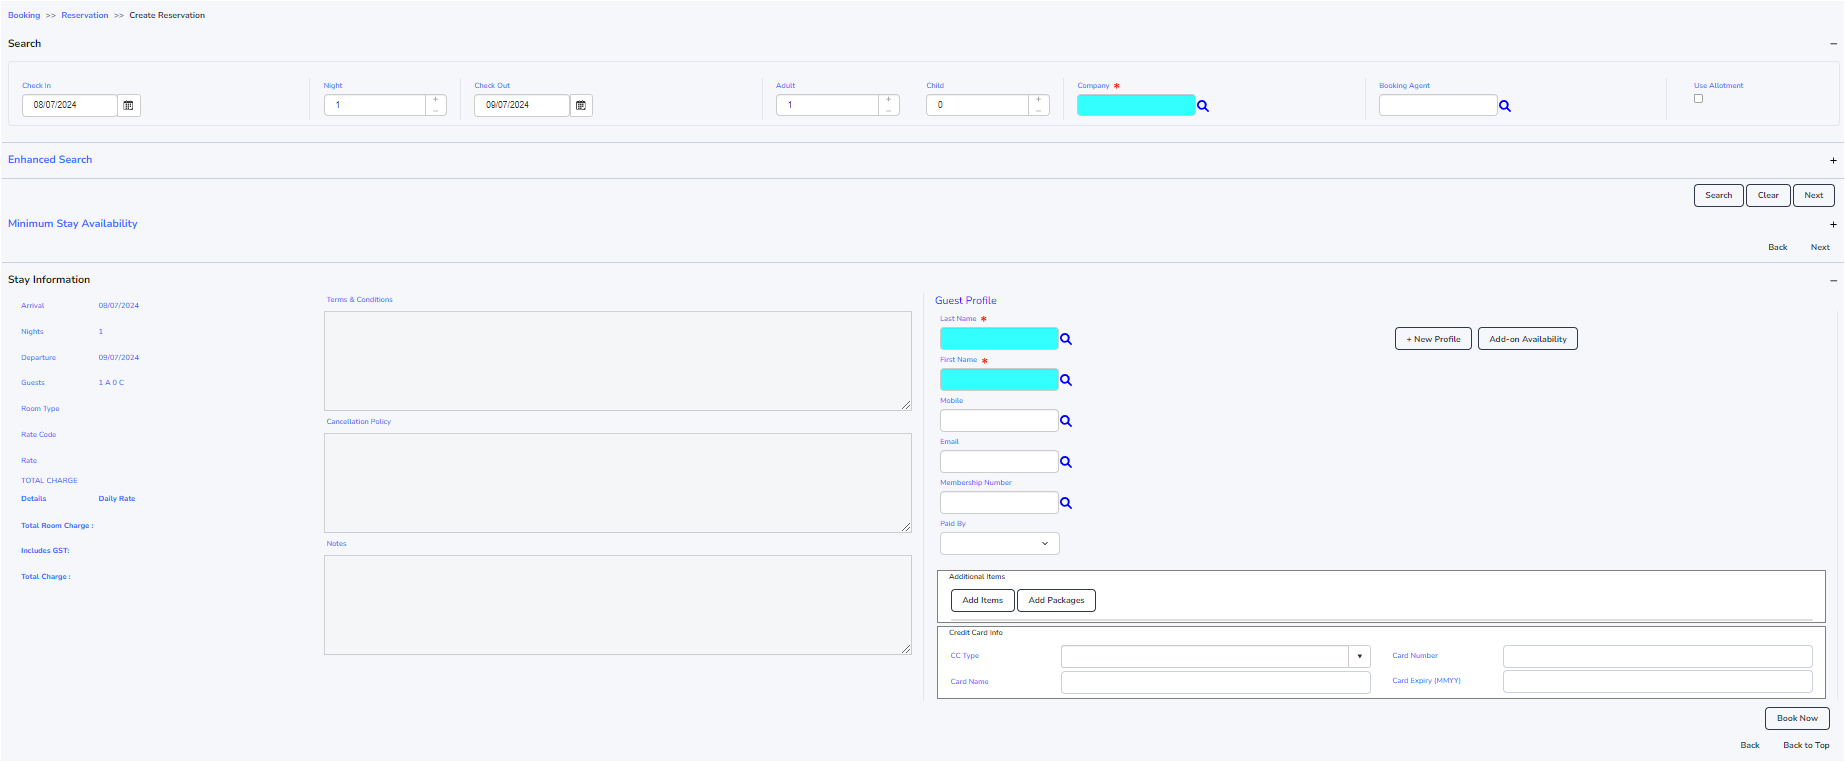 Booking >> Reservation >> Create Reservation
Search
Check In
08/07/2024
Night
1
Check Out
09/07/2024
Adult
1
Child
0
Company *
Booking Agent
Use Allotment
Enhanced Search
Search Clear Next
Minimum Stay Availability
Back Next
Stay Information
Arrival 08/07/2024
Nights 1
Departure 09/07/2024
Guests 1 A 0 C
Room Type
Rate Code
Rate
TOTAL CHARGE
Details Daily Rate
Total Room Charge :
Includes GST:
Total Charge :
Terms & Conditions
Cancellation Policy
Notes
Guest Profile
Last Name *
+ New Profile Add-on Availability
First Name *
Mobile
Email
Membership Number
Paid By
Additional Items
Add Items Add Packages
Credit Card Info
CC Type Card Number
Card Name Card Expiry (MMYY)
Book Now
Back Back to Top